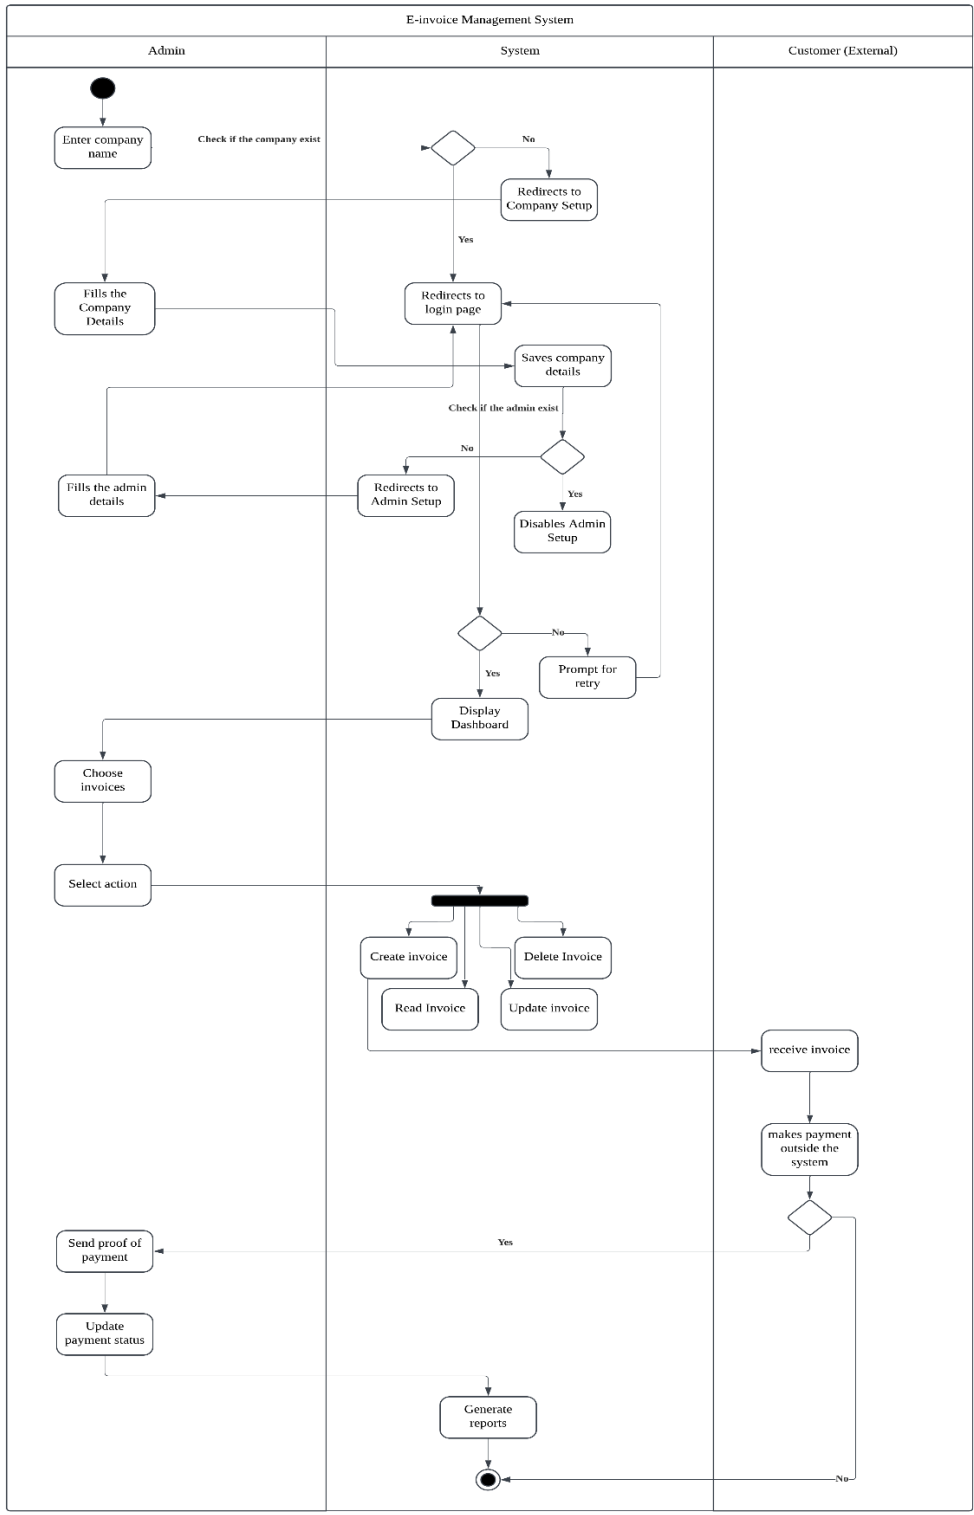 E-invoice Management System
Admin
System
Customer (External)
Enter company
name
Check if the company exist
No
Redirects to
Company Setup
Yes
Fills the
Company
Details
Redirects to
login page
Saves company
details
Check if the admin exist
No
Fills the admin
details
Redirects to
Admin Setup
Yes
Disables Admin
Setup
No
Yes
Prompt for
retry
Display
Dashboard
Choose
invoices
Select action
Create invoice
Delete Invoice
Read Invoice
Update invoice
receive invoice
makes payment
outside the
system
Yes
Send proof of
payment
Update
payment status
Generate
reports
No